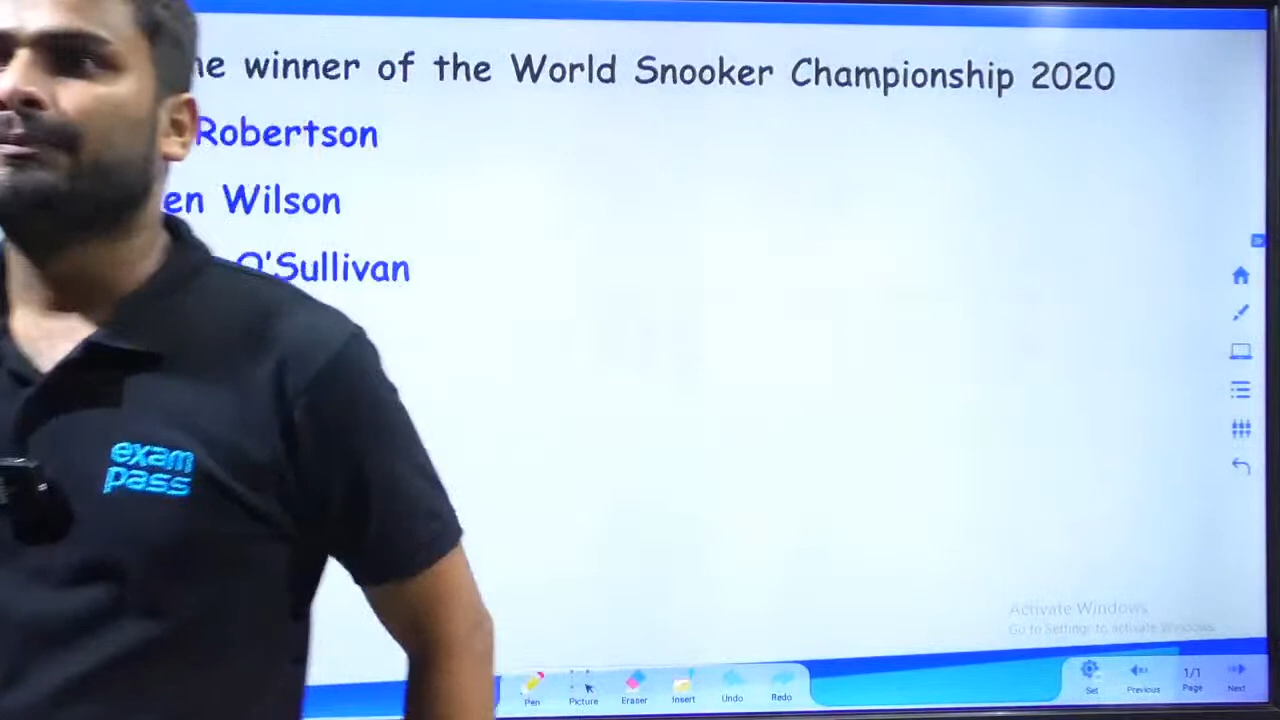 he winner of the World Snooker Championship 2020
Robertson
en Wilson
O'Sullivan
exam
pass
Activate Windows
Go to Settings to activate Windows.
Pen
Picture
Eraser
Insert
Undo
Redo
Set
Previous
1/1
Page
Next